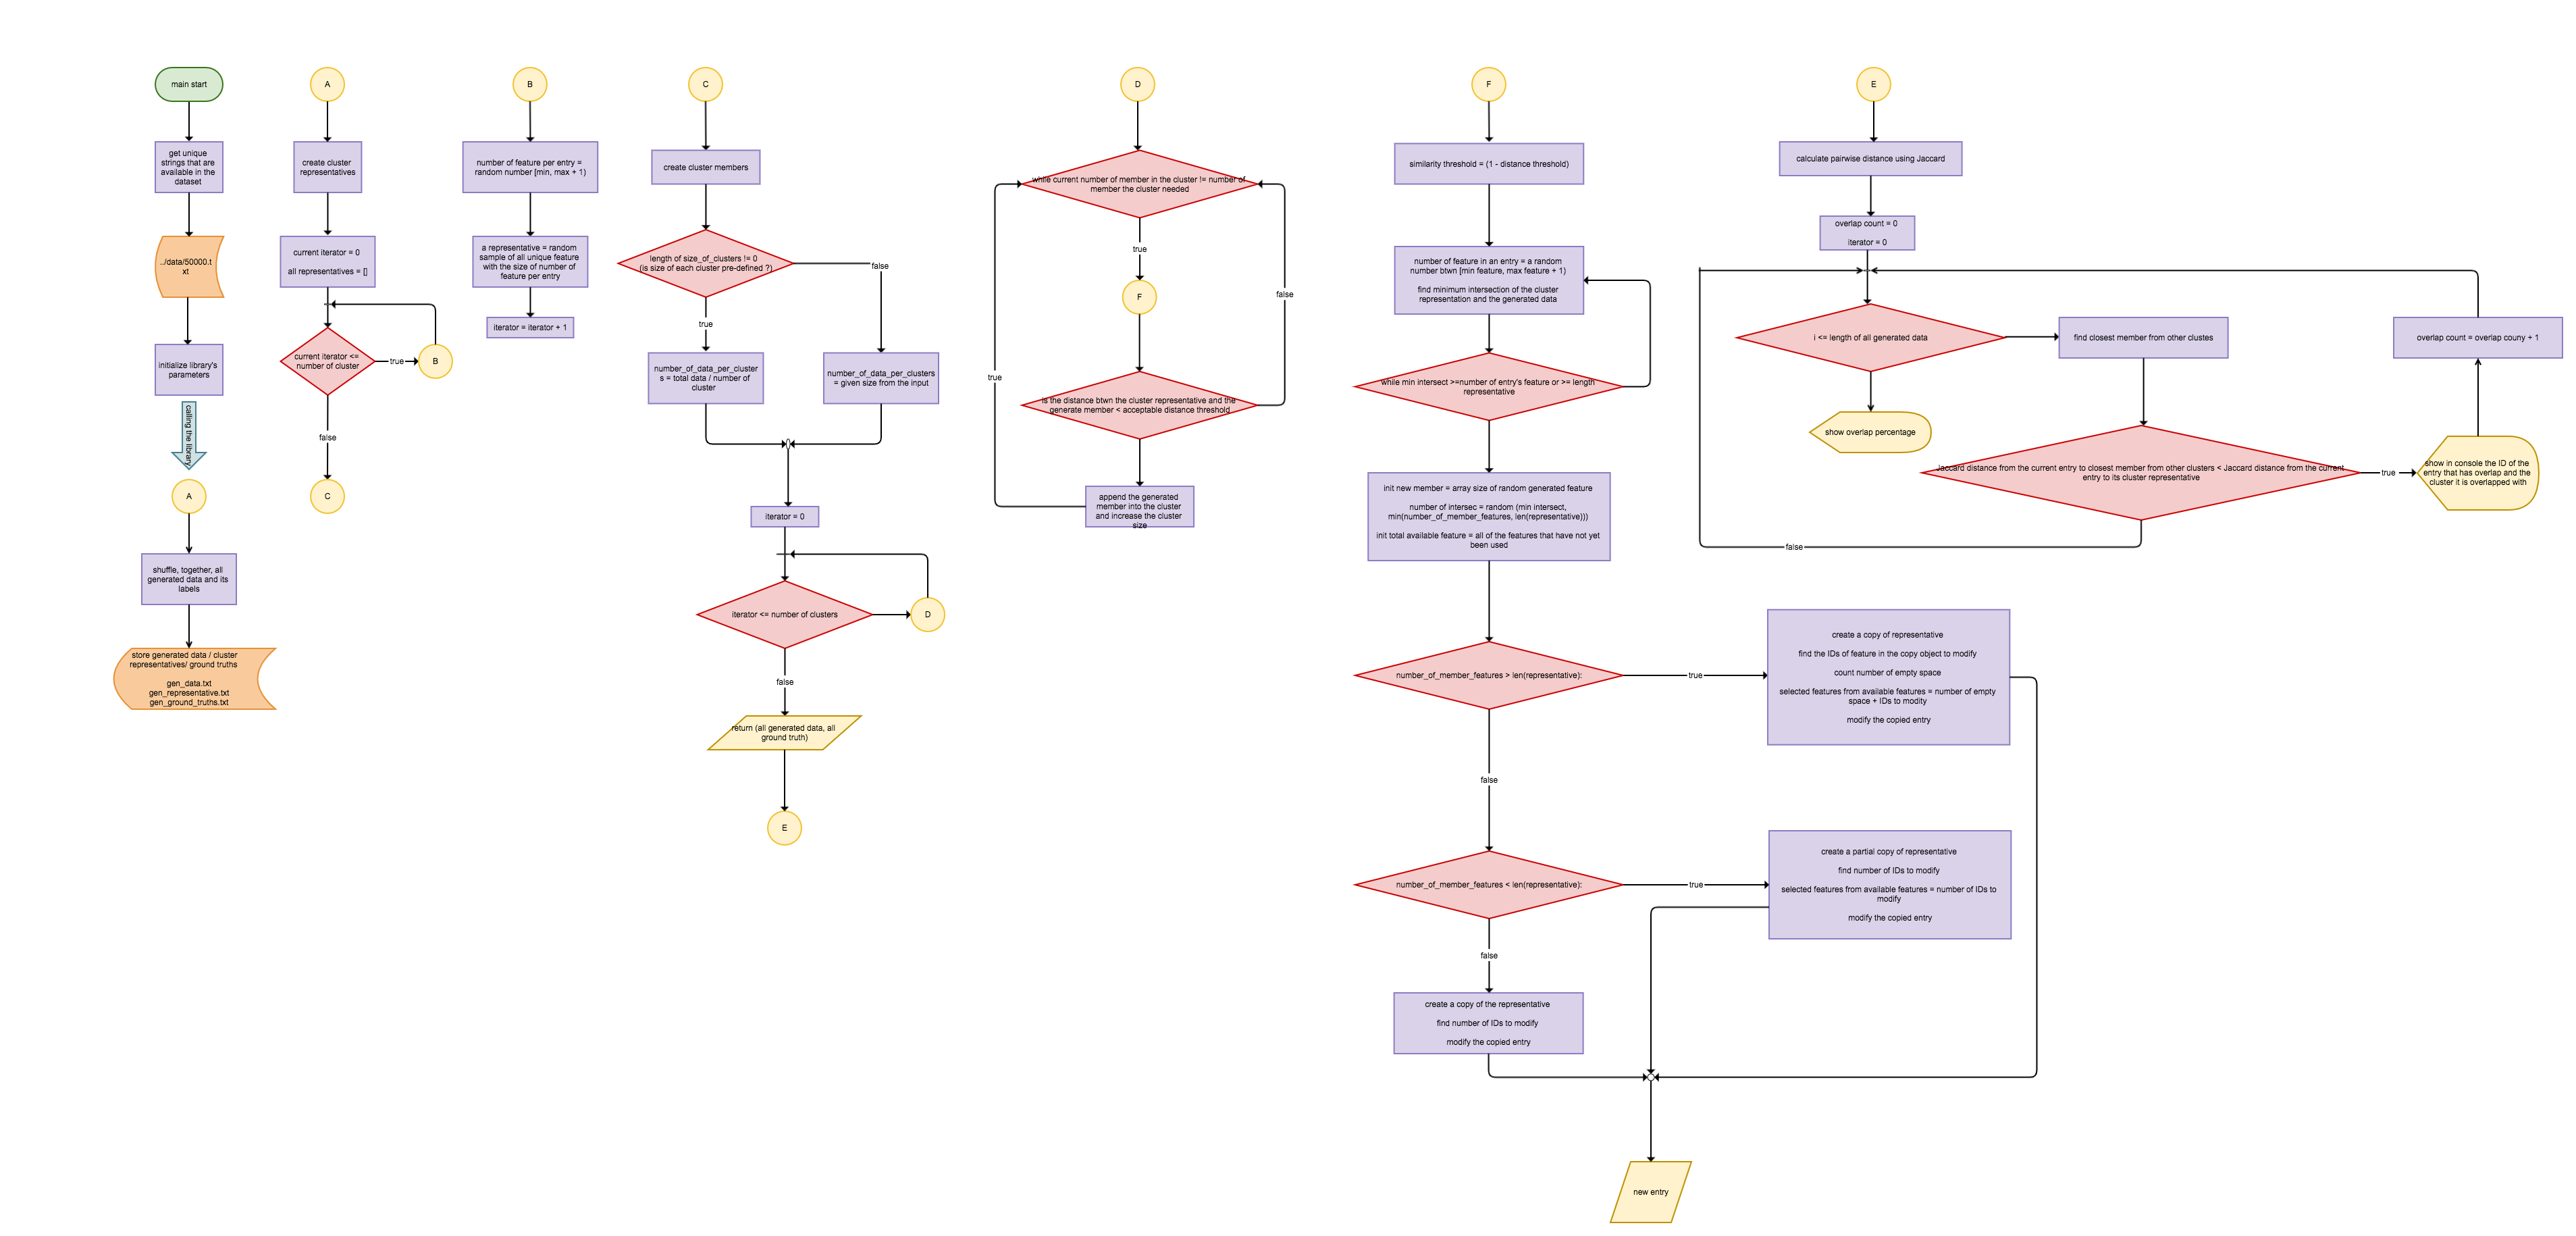 main start
get unique
strings that are
available in the
dataset
../data/50000.t
xt
initialize library's
parameters
calling the library
A
shuffle, together, all
generated data and its
labels
store generated data / cluster
representatives/ ground truths
gen_data.txt
gen_representative.txt
gen_ground_truths.txt
A
create cluster
representatives
current iterator = 0
all representatives = []
current iterator <=
number of cluster
true
B
false
C
B
number of feature per entry =
random number [min, max + 1)
a representative = random
sample of all unique feature
with the size of number of
feature per entry
iterator = iterator + 1
C
create cluster members
length of size_of_clusters != 0
(is size of each cluster pre-defined ?)
false
true
number_of_data_per_cluster
s = total data / number of
cluster
number_of_data_per_clusters
= given size from the input
iterator = 0
iterator <= number of clusters
D
false
return (all generated data, all
ground truth)
E
D
while current number of member in the cluster != number of
member the cluster needed
true
F
false
true
is the distance btwn the cluster representative and the
generate member < acceptable distance threshold
append the generated
member into the cluster
and increase the cluster
size
F
similarity threshold = (1 - distance threshold)
number of feature in an entry = a random
number btwn [min feature, max feature + 1)
find minimum intersection of the cluster
representation and the generated data
while min intersect >=number of entry's feature or >= length
representative
init new member = array size of random generated feature
number of intersec = random (min intersect,
min(number_of_member_features, len(representative)))
init total available feature = all of the features that have not yet
been used
number_of_member_features > len(representative):
true
create a copy of representative
find the IDs of feature in the copy object to modify
count number of empty space
selected features from available features = number of empty
space + IDs to modity
modify the copied entry
false
number_of_member_features < len(representative):
true
create a partial copy of representative
find number of IDs to modify
selected features from available features = number of IDs to
modify
modify the copied entry
false
create a copy of the representative
find number of IDs to modify
modify the copied entry
new entry
E
calculate pairwise distance using Jaccard
overlap count = 0
iterator = 0
i <= length of all generated data
find closest member from other clustes
overlap count = overlap couny + 1
show overlap percentage
Jaccard distance from the current entry to closest member from other clusters < Jaccard distance from the current
entry to its cluster representative
true
show in console the ID of the
entry that has overlap and the
cluster it is overlapped with
false